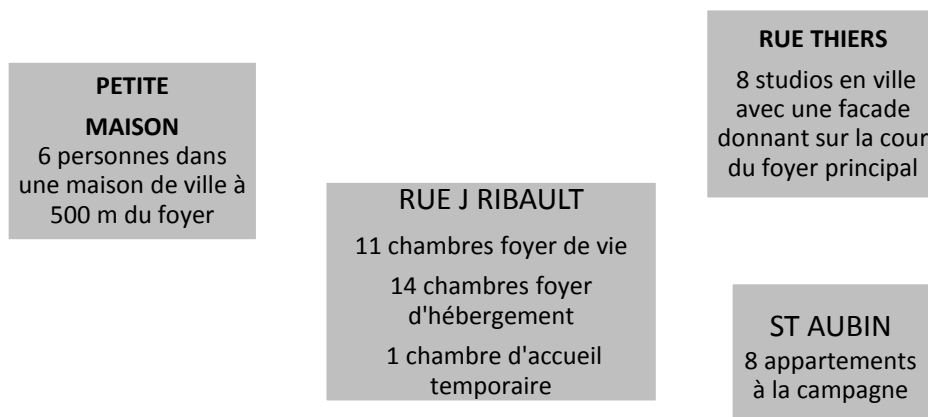 PETITE
MAISON
6 personnes dans
une maison de ville à
500 m du foyer
RUE J RIBAULT
11 chambres foyer de vie
14 chambres foyer
d'hébergement
1 chambre d'accueil
temporaire
RUE THIERS
8 studios en ville
avec une facade
donnant sur la cour
du foyer principal
ST AUBIN
8 appartements
à la campagne